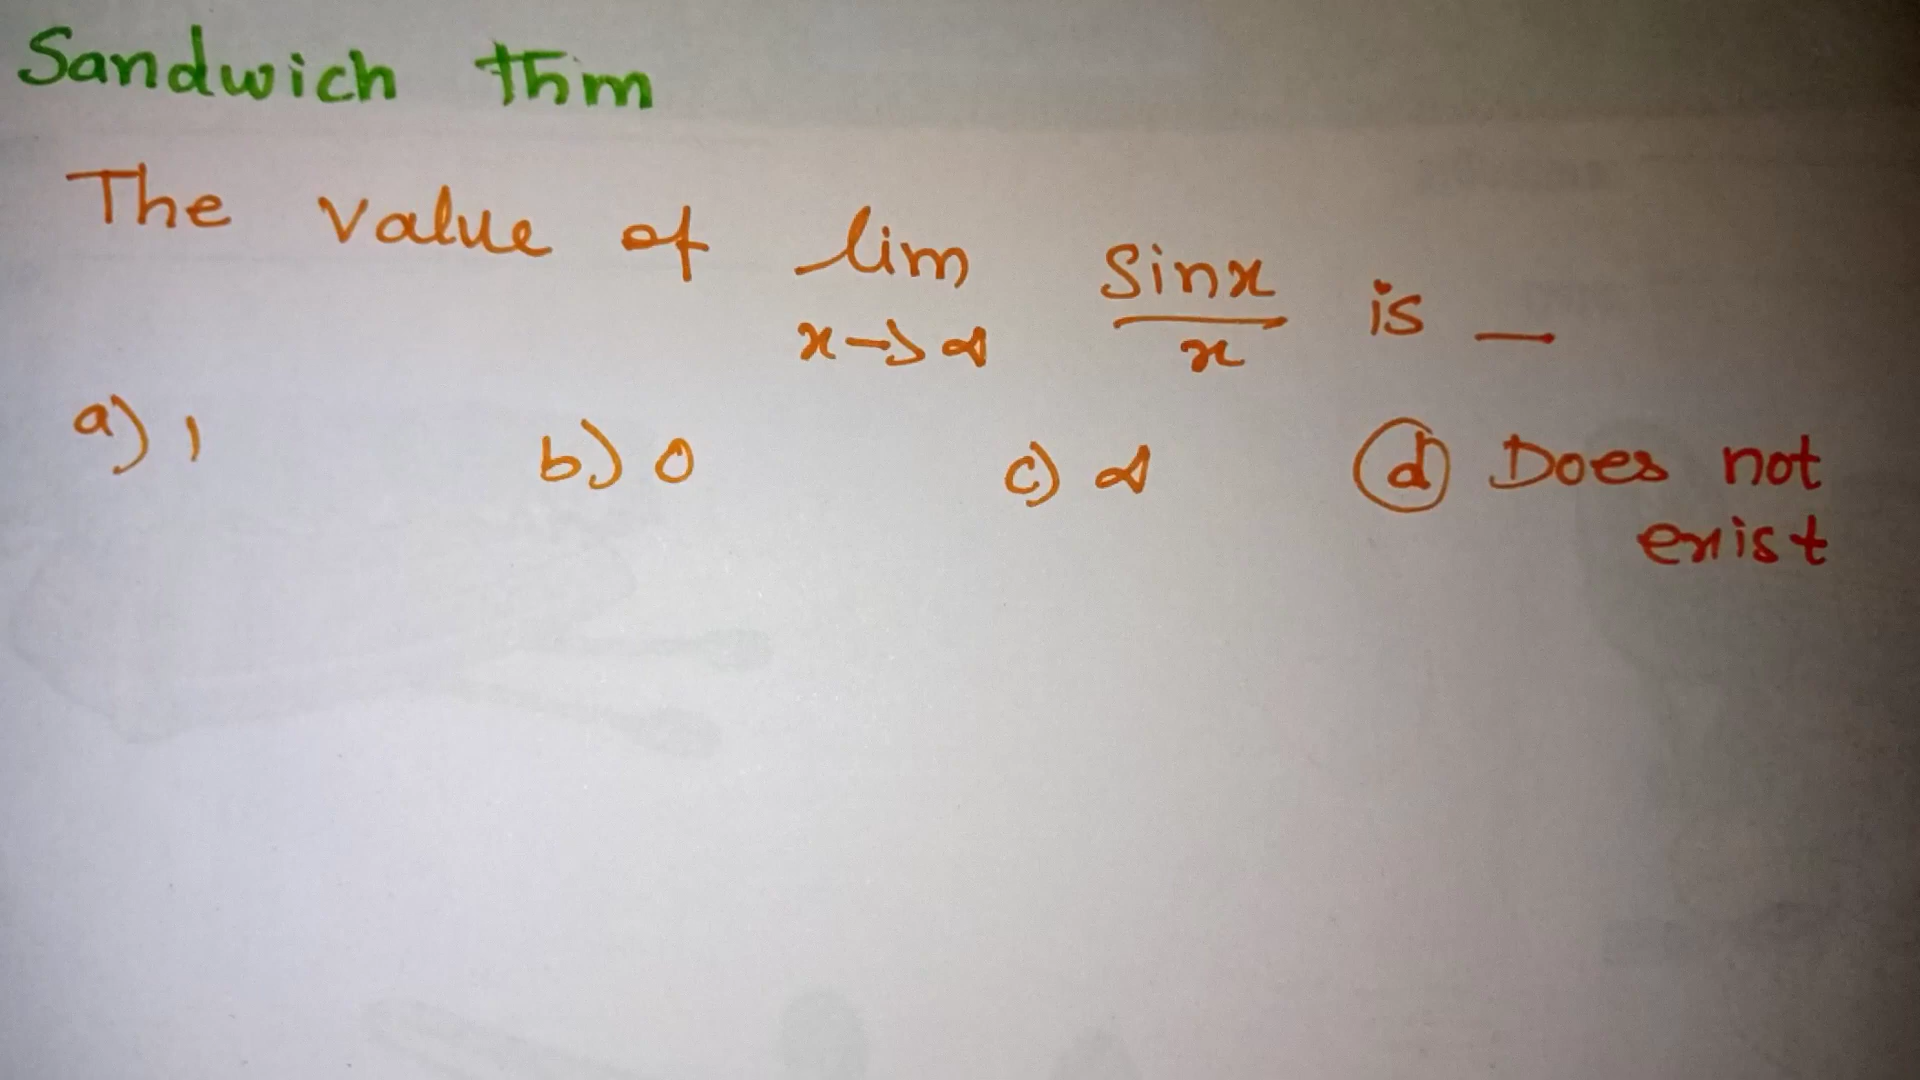 Sandwich thm
The value of lim x→∞ sinx/x is _
a) 1 b) 0 c) ∞ d) Does not
exist